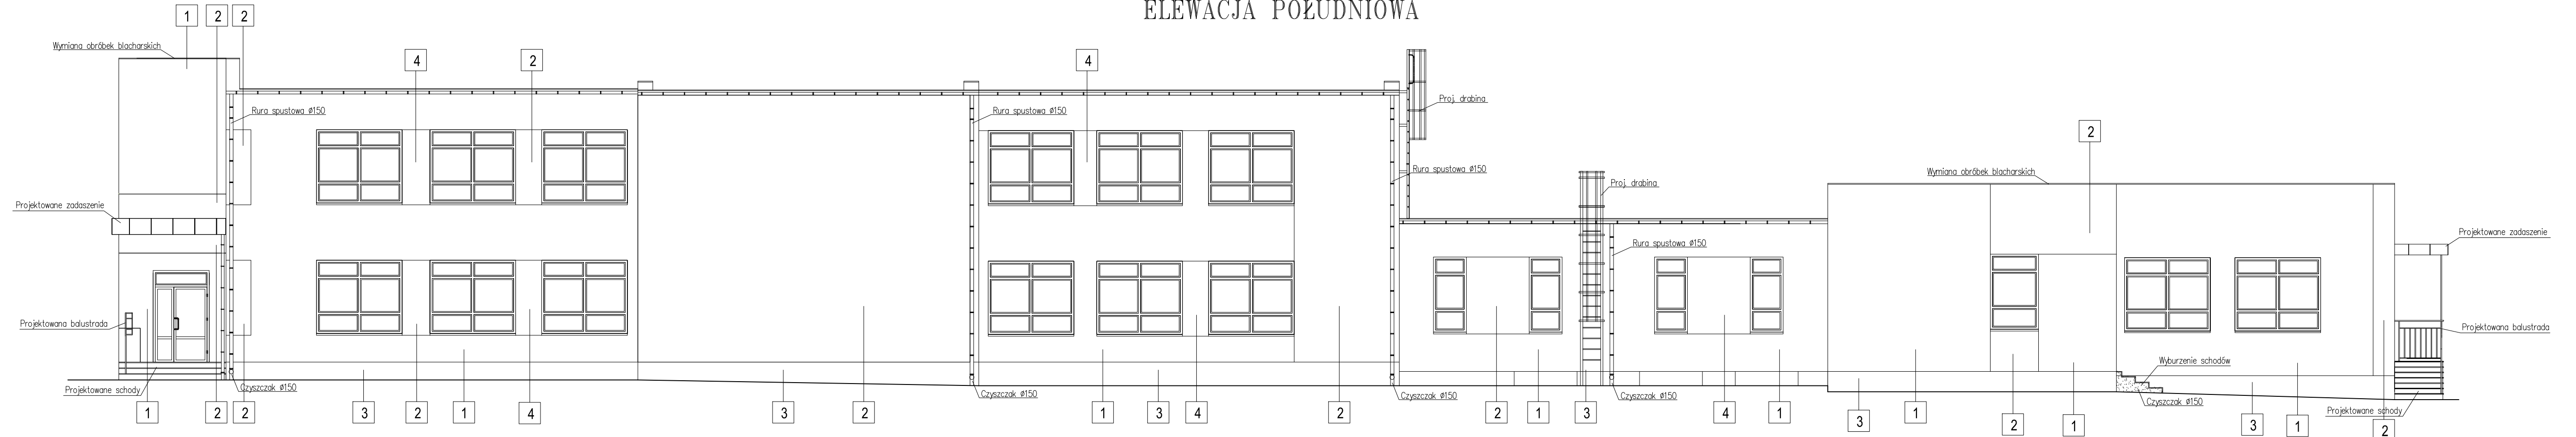 ELEWACJA POŁUDNIOWA
1
2
2
Wymiana obróbek blacharskich
4
2
4
Rura spustowa Ø150
Rura spustowa Ø150
Proj. drabina
2
Rura spustowa Ø150
Wymiana obróbek blacharskich
Proj. drabina
Projektowane zadaszenie
Projektowane zadaszenie
Rura spustowa Ø150
Projektowana balustrada
Projektowana balustrada
Wyburzenie schodów
Projektowane schody
Czyszczak Ø150
Czyszczak Ø150
Czyszczak Ø150
Czyszczak Ø150
Czyszczak Ø150
Projektowane schody
1
2
2
3
2
1
4
3
2
1
3
4
2
2
1
3
4
1
3
1
2
1
3
1
2